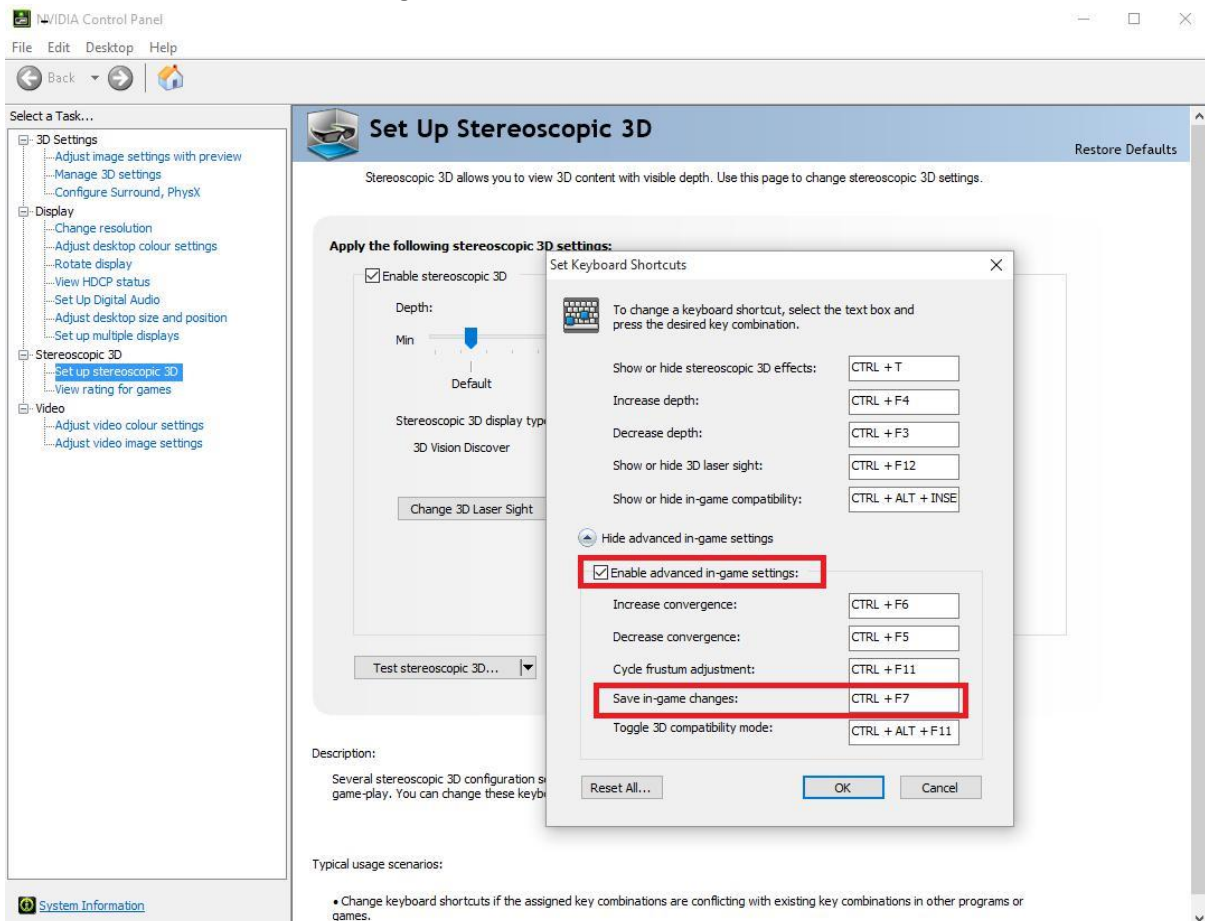 NVIDIA Control Panel
File Edit Desktop Help
Back
Select a Task...
3D Settings
Adjust image settings with preview
Manage 3D settings
Configure Surround, PhysX
Display
Change resolution
Adjust desktop colour settings
Rotate display
View HDCP status
Set Up Digital Audio
Adjust desktop size and position
Set up multiple displays
Stereoscopic 3D
Set up stereoscopic 3D
View rating for games
Video
Adjust video colour settings
Adjust video image settings
System Information
Set Up Stereoscopic 3D
Restore Defaults
Stereoscopic 3D allows you to view 3D content with visible depth. Use this page to change stereoscopic 3D settings.
Apply the following stereoscopic 3D settings:
Enable stereoscopic 3D
Depth:
Min
Default
Stereoscopic 3D display typ
3D Vision Discover
Change 3D Laser Sight
Test stereoscopic 3D...
Description:
Several stereoscopic 3D configuration s
game-play. You can change these keyb
Typical usage scenarios:
• Change keyboard shortcuts if the assigned key combinations are conflicting with existing key combinations in other programs or
games.
Set Keyboard Shortcuts
To change a keyboard shortcut, select the text box and
press the desired key combination.
Show or hide stereoscopic 3D effects: CTRL + T
Increase depth: CTRL + F4
Decrease depth: CTRL + F3
Show or hide 3D laser sight: CTRL + F12
Show or hide in-game compatibility: CTRL + ALT + INSE
Hide advanced in-game settings
Enable advanced in-game settings:
Increase convergence: CTRL + F6
Decrease convergence: CTRL + F5
Cycle frustum adjustment: CTRL + F11
Save in-game changes: CTRL + F7
Toggle 3D compatibility mode: CTRL + ALT + F11
Reset All... OK Cancel